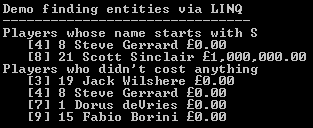 Demo finding entities via LINQ
------------------------------
Players whose name starts with S
    [4] 8 Steve Gerrard £0.00
    [8] 21 Scott Sinclair £1,000,000.00
Players who didn't cost anything
    [3] 19 Jack Wilshere £0.00
    [4] 8 Steve Gerrard £0.00
    [7] 1 Dorus deVries £0.00
    [9] 15 Fabio Borini £0.00